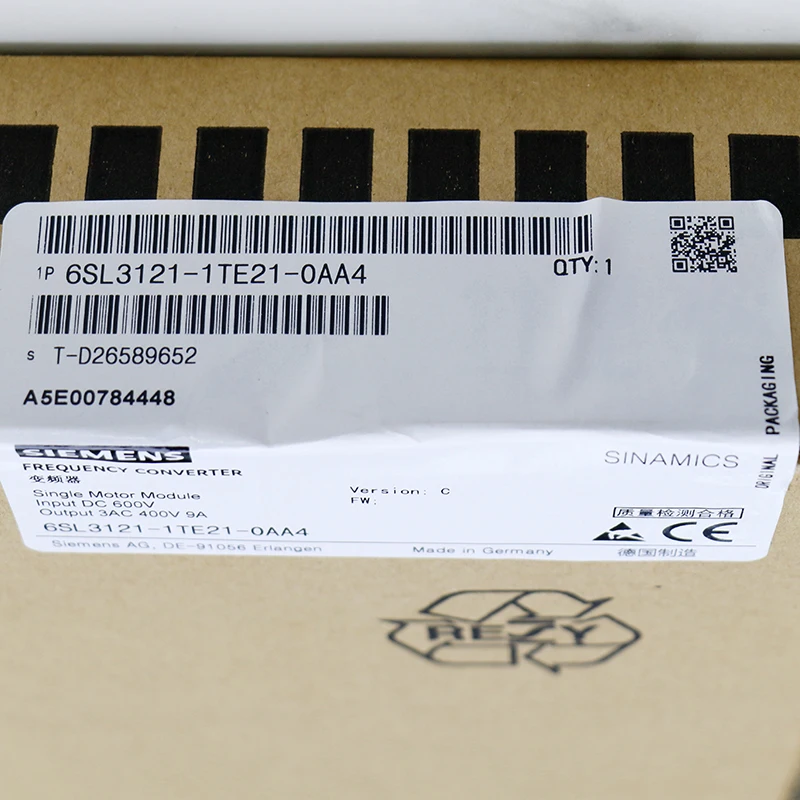 1P 6SL3121-1TE21-0AA4 QTY: 1
S T-D26589652
A5E00784448
ORIGINAL PACKAGING
SIEMENS
SINAMICS
FREQUENCY CONVERTER
变频器
Single Motor Module
Input DC 600V
Output 3AC 400V 9A
Version: C
FW:
6SL3121-1TE21-0AA4
质量检测合格
CE
Siemens AG, DE-91056 Erlangen
Made in Germany
德国制造
REZY